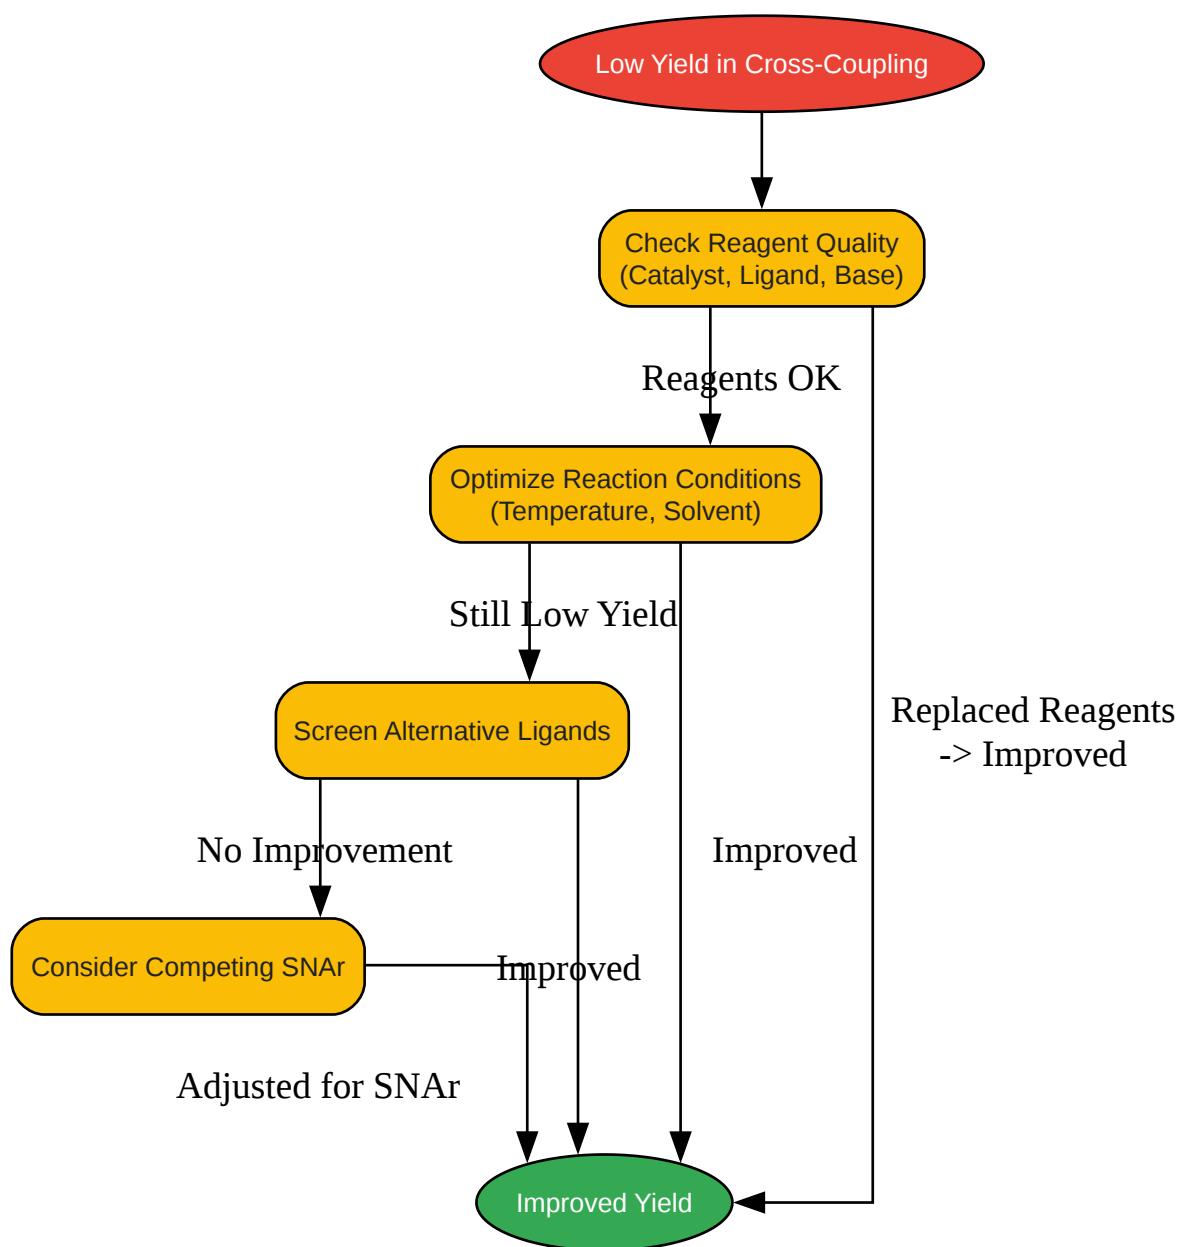 Low Yield in Cross-Coupling
Check Reagent Quality
(Catalyst, Ligand, Base)
Reagents OK
Optimize Reaction Conditions
(Temperature, Solvent)
Still Low Yield
Screen Alternative Ligands
Replaced Reagents
-> Improved
No Improvement
Improved
Consider Competing SNAr
Improved
Adjusted for SNAr
Improved Yield